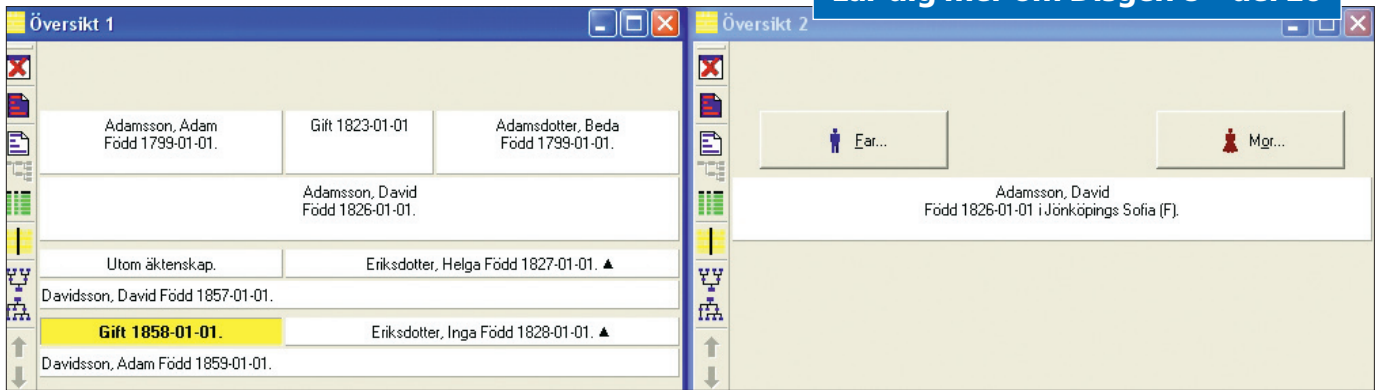 Översikt 1
Adamsson, Adam
Född 1799-01-01.
Gift 1823-01-01
Adamsdotter, Beda
Född 1799-01-01.
Adamsson, David
Född 1826-01-01.
Utom äktenskap.
Eriksdotter, Helga Född 1827-01-01. ▲
Davidsson, David Född 1857-01-01.
Gift 1858-01-01.
Eriksdotter, Inga Född 1828-01-01. ▲
Davidsson, Adam Född 1859-01-01.
Översikt 2
Far...
Mor...
Adamsson, David
Född 1826-01-01 i Jönköpings Sofia (F).